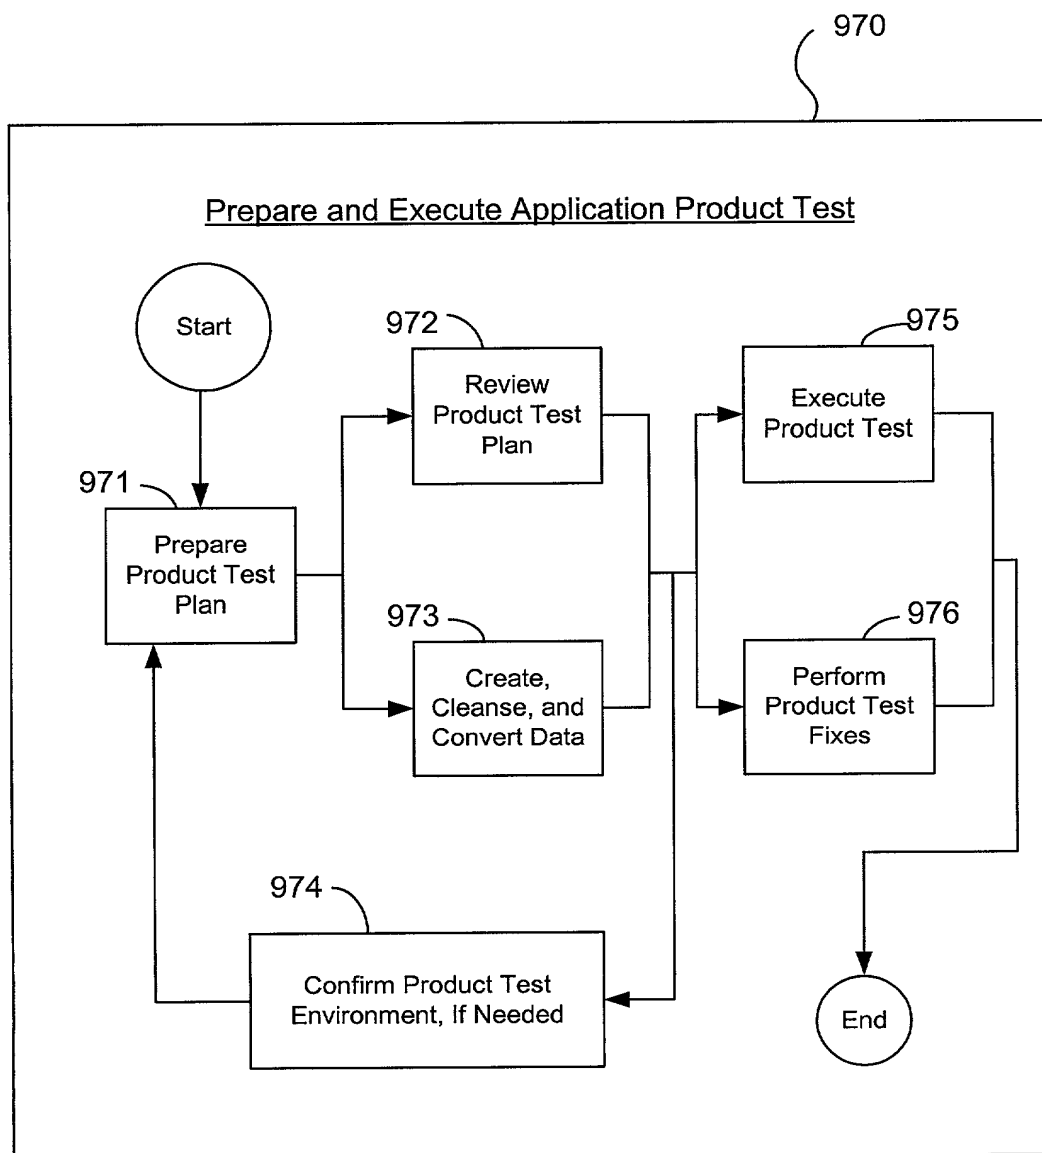 970
Prepare and Execute Application Product Test
Start
972
Review
Product Test
Plan
975
Execute
Product Test
971
Prepare
Product Test
Plan
973
Create,
Cleanse, and
Convert Data
976
Perform
Product Test
Fixes
974
Confirm Product Test
Environment, If Needed
End